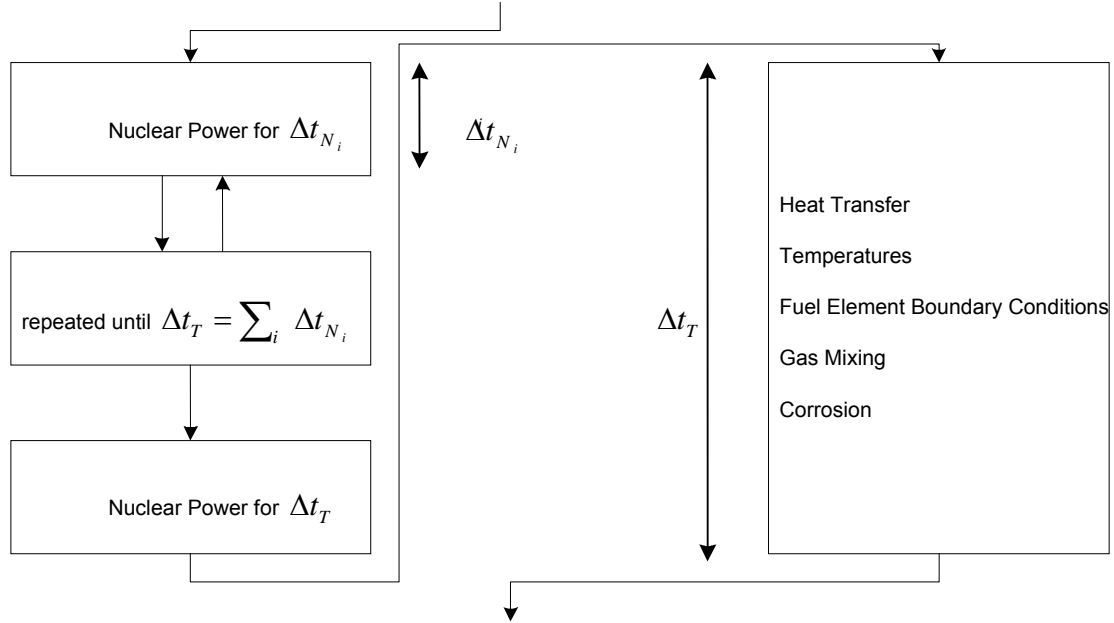 Nuclear Power for Δt_{N_i}
Δt_{N_i}
repeated until Δt_T = ∑_i Δt_{N_i}
Nuclear Power for Δt_T
Δt_T
Heat Transfer
Temperatures
Fuel Element Boundary Conditions
Gas Mixing
Corrosion